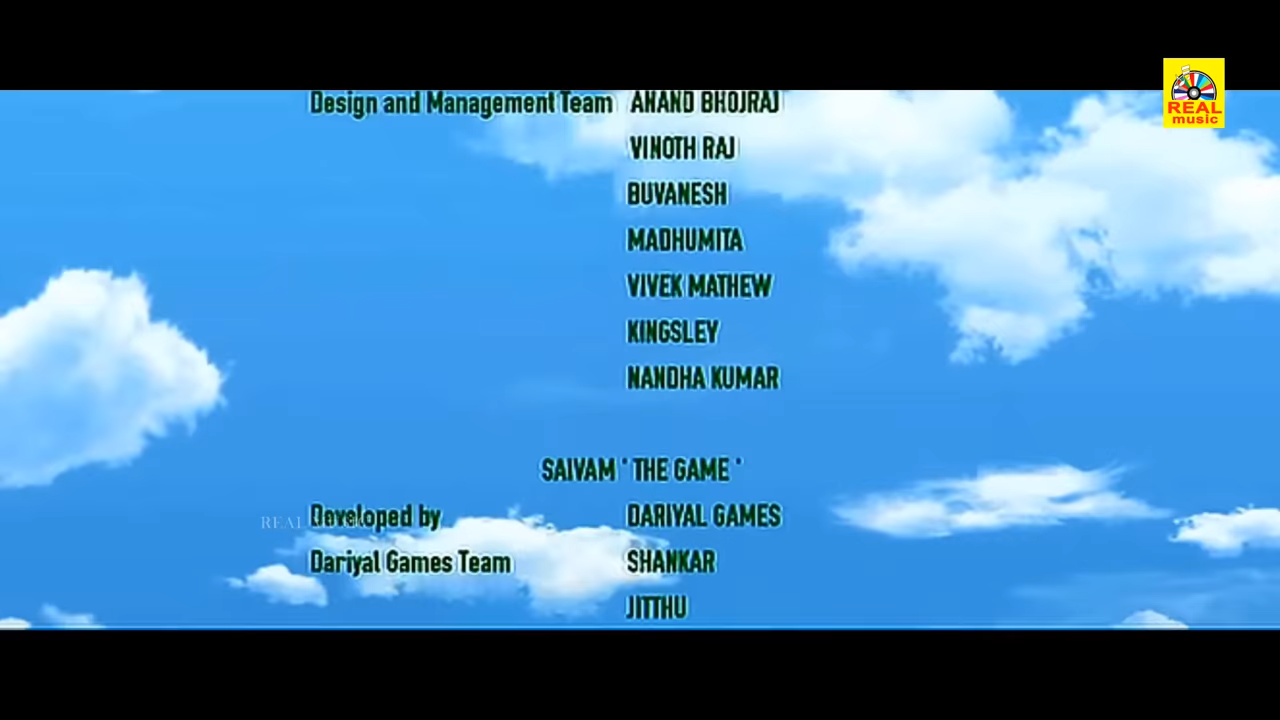 REAL
music
Design and Management Team ANAND BHOJRAJ
VINOTH RAJ
BUVANESH
MADHUMITA
VIVEK MATHEW
KINGSLEY
NANDHA KUMAR
SAIVAM ' THE GAME '
Developed by DARIYAL GAMES
Dariyal Games Team SHANKAR
JITTHU